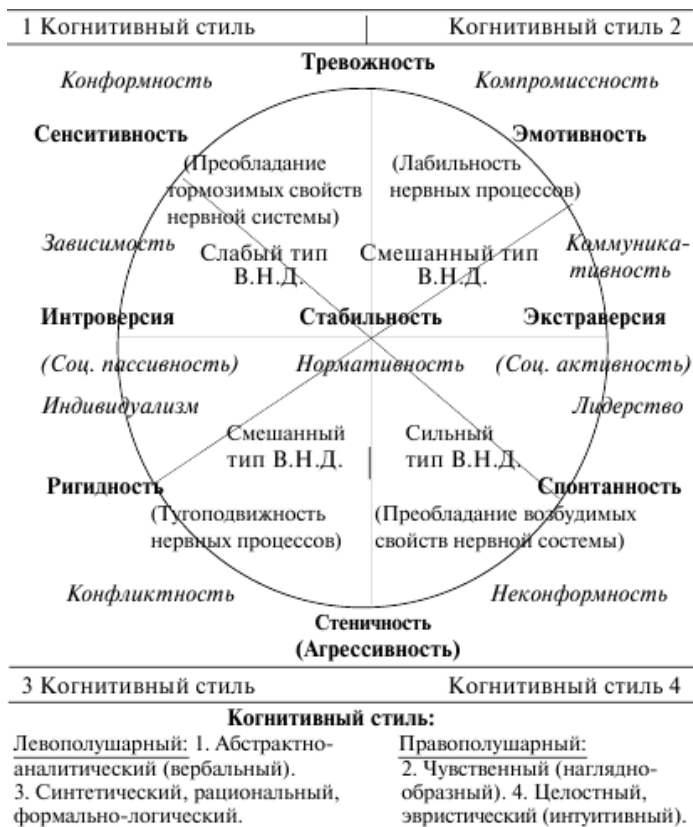 1 Когнитивный стиль Когнитивный стиль 2
Тревожность
Конформность Компромиссность
Сенситивность Эмотивность
(Преобладание (Лабильность
тормозимых свойств нервных процессов)
нервной системы)
Зависимость Слабый тип Смешанный тип Коммуника-
В.Н.Д. В.Н.Д. тивность
Интроверсия Стабильность Экстраверсия
(Соц. пассивность) Нормативность (Соц. активность)
Индивидуализм Лидерство
Смешанный Сильный
тип В.Н.Д. тип В.Н.Д.
Ригидность Спонтанность
(Тугоподвижность (Преобладание возбудимых
нервных процессов) свойств нервной состемы)
Конфликтность Неконформность
Стеничность
(Агрессивность)
3 Когнитивный стиль Когнитивный стиль 4
Когнитивный стиль:
Левополушарный: 1. Абстрактно- Правополушарный:
аналитический (вербальный). 2. Чувственный (наглядно-
3. Синтетический, рациональный, образный). 4. Целостный,
формально-логический. эвристический (интуитивный).